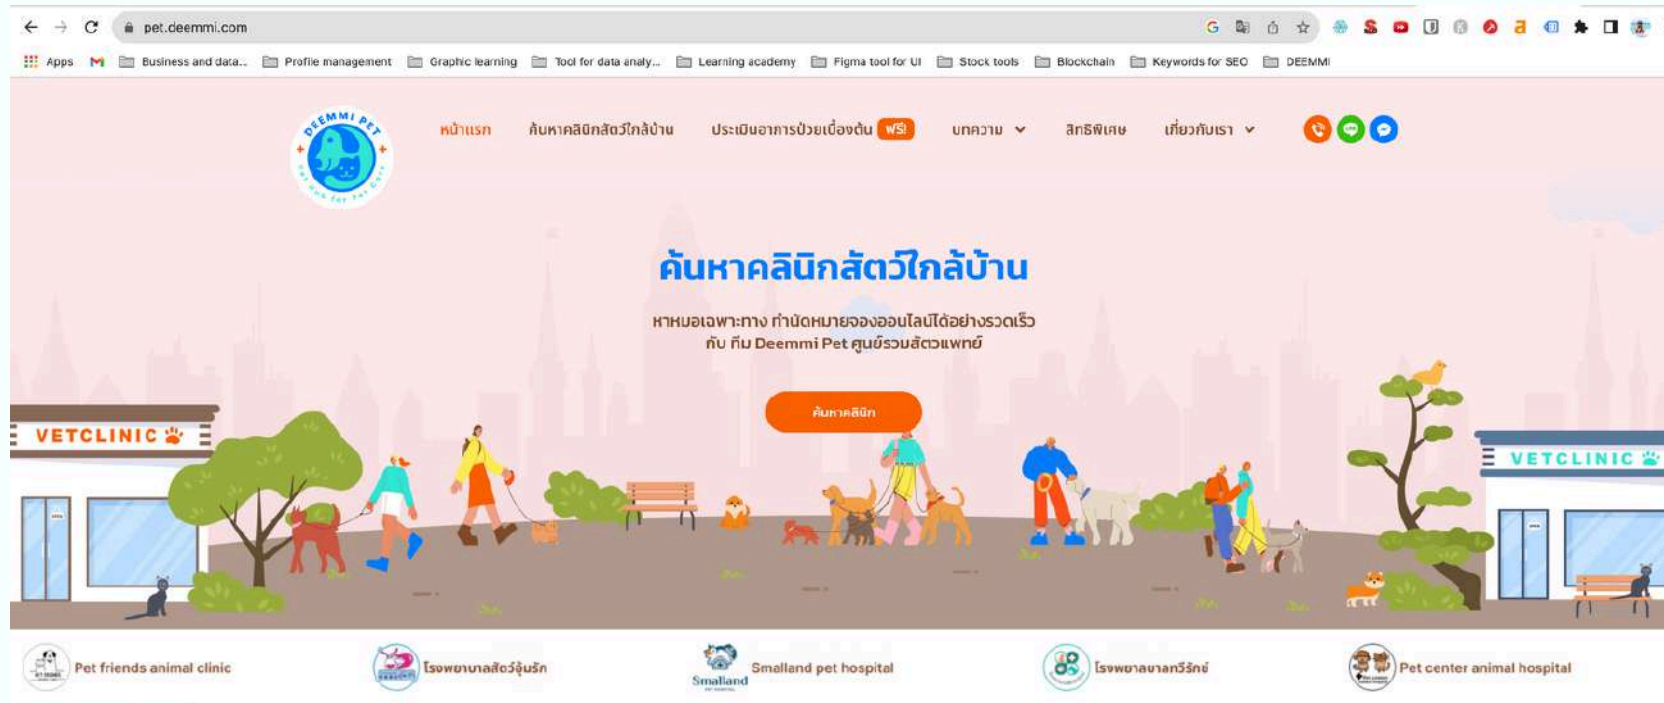 pet.deemmi.com
Apps
Business and data...
Profile management
Graphic learning
Tool for data analy...
Learning academy
Figma tool for UI
Stock tools
Blockchain
Keywords for SEO
DEEMMI
DEEMMI PET
Pet Hub for Pet Care
หน้าแรก
ค้นหาคลินิกสัตว์ใกล้บ้าน
ประเมินอาการป่วยเบื้องต้น ฟรี!
บทความ
สิทธิพิเศษ
เกี่ยวกับเรา
ค้นหาคลินิกสัตว์ใกล้บ้าน
หาหมอเฉพาะทาง ทำนัดหมายจองออนไลน์ได้อย่างรวดเร็ว
กับ ทีม Deemmi Pet ศูนย์รวมสัตวแพทย์
ค้นหาคลินิก
VETCLINIC
VETCLINIC
Pet friends animal clinic
โรงพยาบาลสัตว์อุ้มรัก
Smalland
Smalland pet hospital
โรงพยาบาลทวีรักษ์
Pet center animal hospital